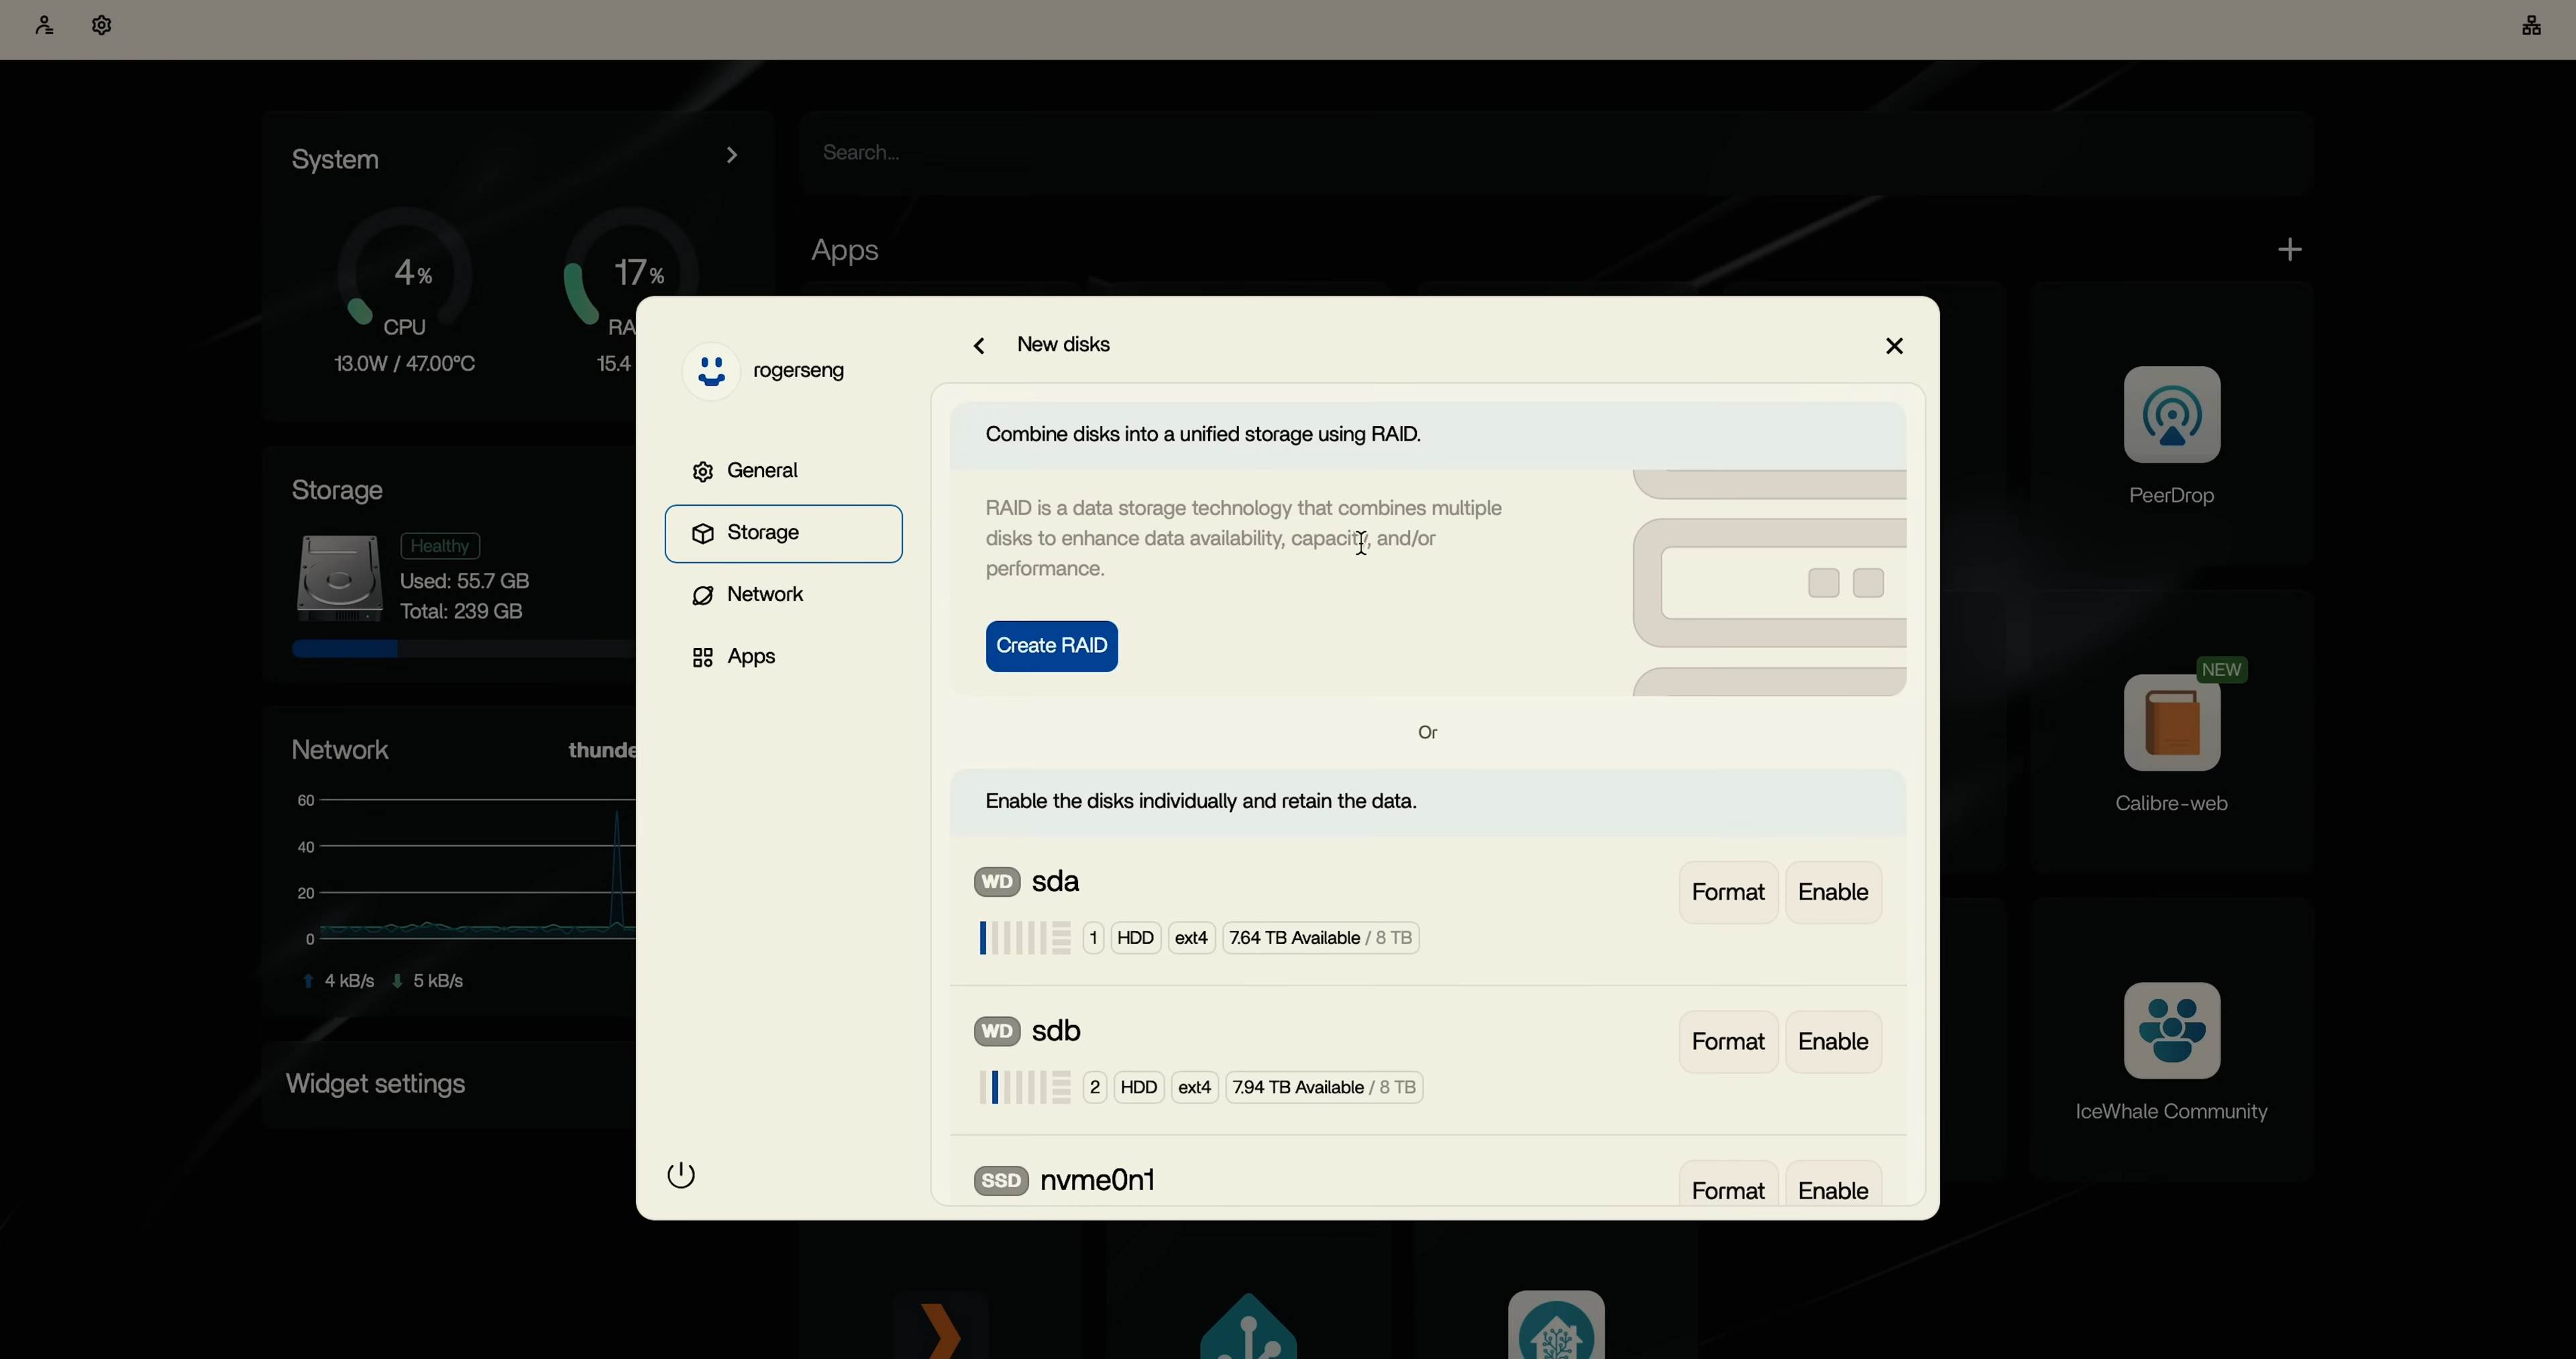 System
4%
CPU
13.0W / 47.00°C
17%
RA
15.4
Search...
Apps
Storage
Healthy
Used: 55.7 GB
Total: 239 GB
Network
thunde
60
40
20
0
4 kB/s
5 kB/s
Widget settings
rogerseng
General
Storage
Network
Apps
New disks
Combine disks into a unified storage using RAID.
RAID is a data storage technology that combines multiple
disks to enhance data availability, capacity, and/or
performance.
Create RAID
Or
Enable the disks individually and retain the data.
WD sda
Format Enable
1 HDD ext4 7.64 TB Available / 8 TB
WD sdb
Format Enable
2 HDD ext4 7.94 TB Available / 8 TB
SSD nvme0n1
Format Enable
PeerDrop
NEW
Calibre-web
IceWhale Community